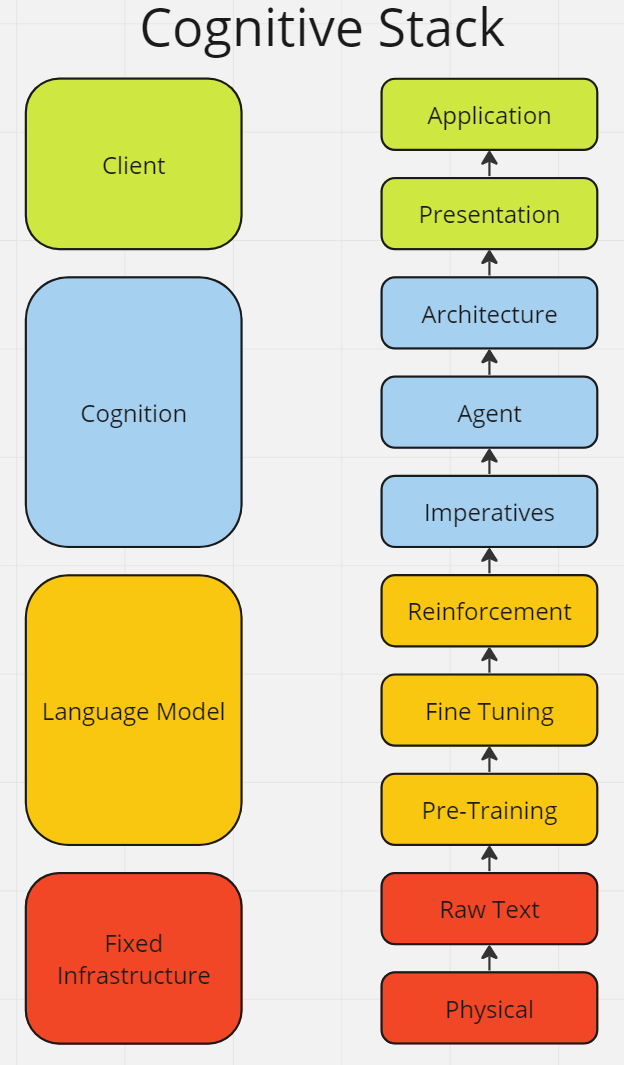 Cognitive Stack
Client
Cognition
Language Model
Fixed
Infrastructure
Application
Presentation
Architecture
Agent
Imperatives
Reinforcement
Fine Tuning
Pre-Training
Raw Text
Physical